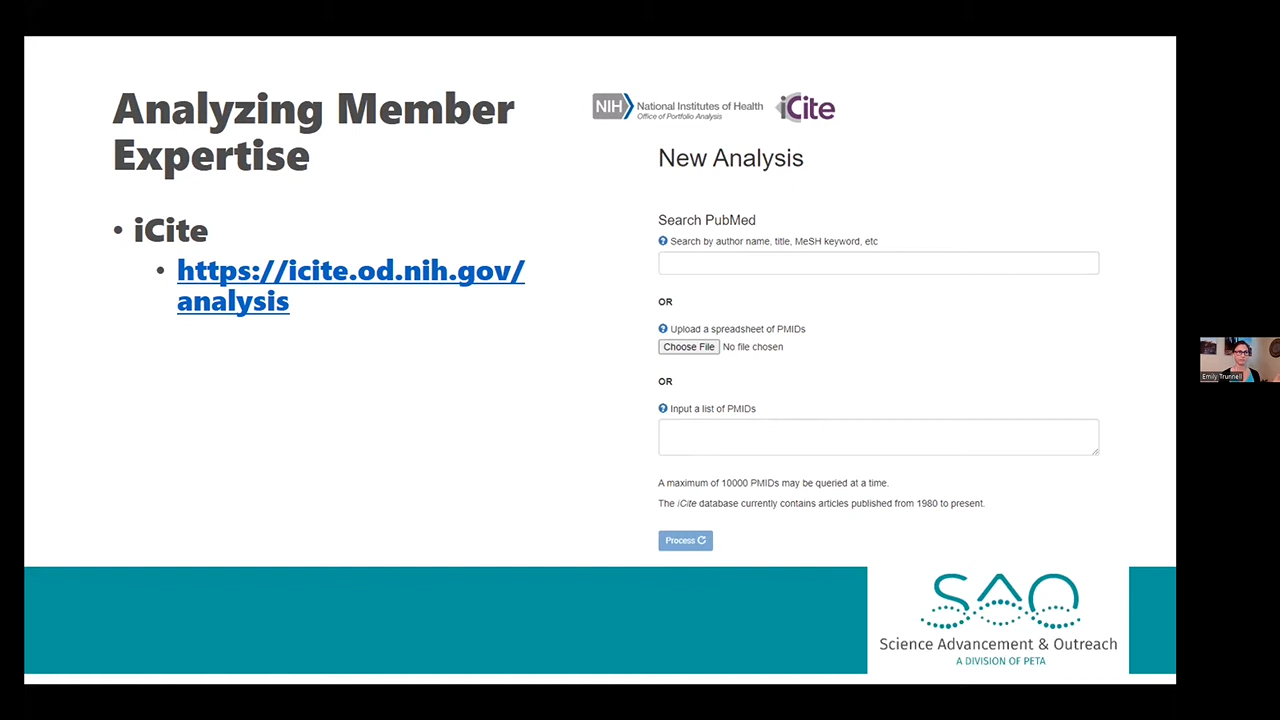 Analyzing Member
Expertise
• iCite
• https://icite.od.nih.gov/
analysis
NIH National Institutes of Health
Office of Portfolio Analysis
iCite
New Analysis
Search PubMed
Search by author name, title, MeSH keyword, etc
OR
Upload a spreadsheet of PMIDs
Choose File No file chosen
OR
Input a list of PMIDs
A maximum of 10000 PMIDs may be queried at a time.
The iCite database currently contains articles published from 1980 to present.
Process
SAO
Science Advancement & Outreach
A DIVISION OF PETA
Emily Trunnell